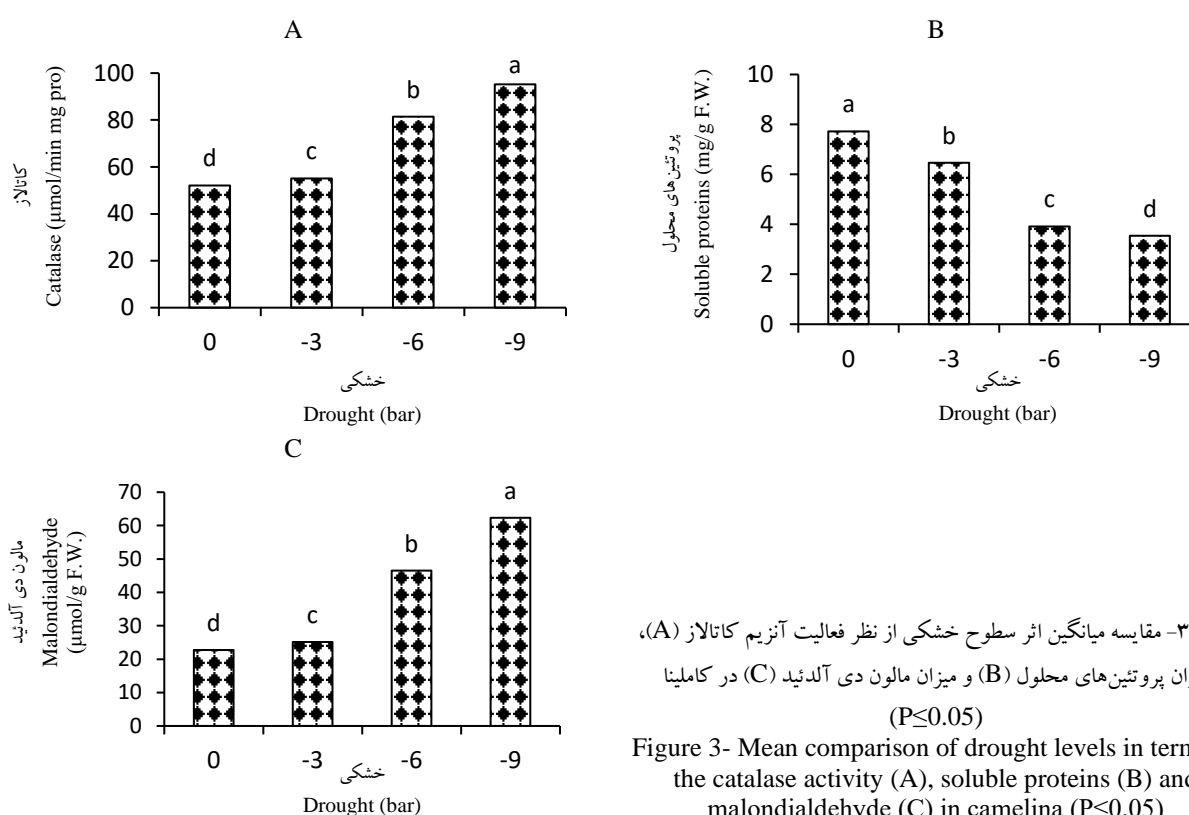 A
کاتالاز
Catalase (µmol/min mg pro)
100
80
60
40
20
0
d
c
b
a
0 -3 -6 -9
خشکی
Drought (bar)
B
پروتئین‌های محلول
Soluble proteins (mg/g F.W.)
10
8
6
4
2
0
a
b
c
d
0 -3 -6 -9
خشکی
Drought (bar)
C
مالون دی آلدئید
Malondialdehyde
(µmol/g F.W.)
70
60
50
40
30
20
10
0
d
c
b
a
0 -3 -6 -9
خشکی
Drought (bar)
۳- مقایسه میانگین اثر سطوح خشکی از نظر فعالیت آنزیم کاتالاز (A)،
پروتئین‌های محلول (B) و میزان مالون دی آلدئید (C) در کاملینا
(P≤0.05)
Figure 3- Mean comparison of drought levels in
the catalase activity (A), soluble proteins (B)
malondialdehyde (C) in camelina (P≤0.05)